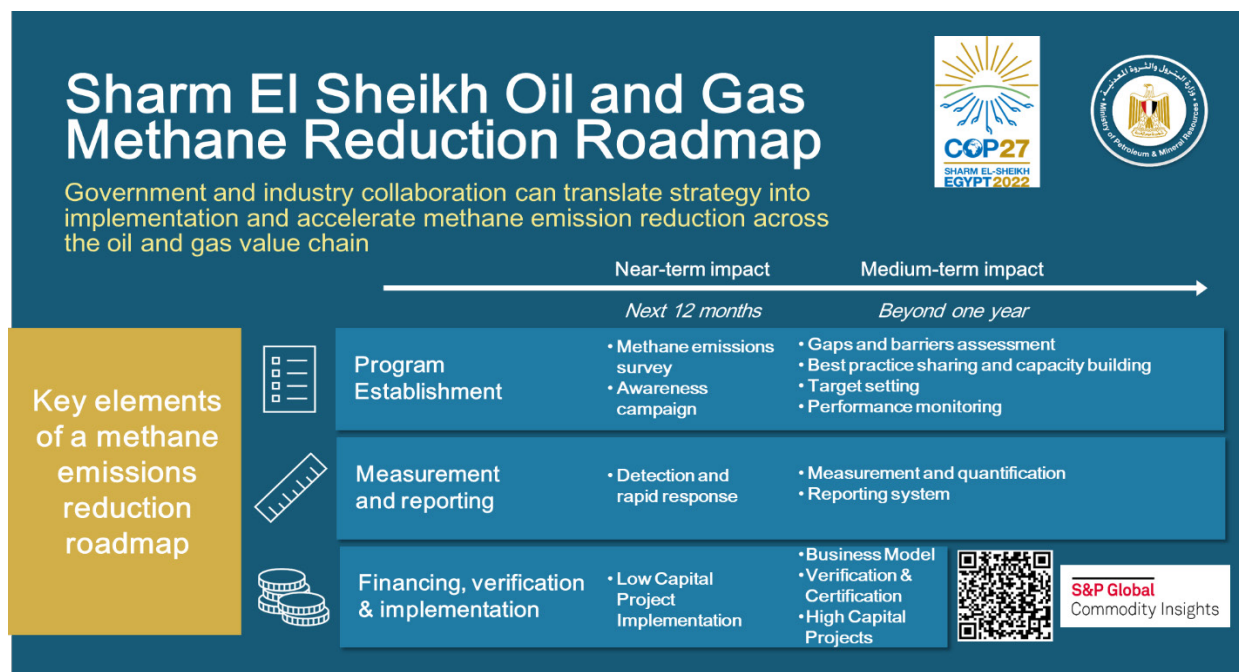 Sharm El Sheikh Oil and Gas
Methane Reduction Roadmap
Government and industry collaboration can translate strategy into
implementation and accelerate methane emission reduction across
the oil and gas value chain
COP27
SHARM EL-SHEIKH
EGYPT 2022
وزارة البترول والثروة المعدنية
Ministry of Petroleum & Mineral Resources
Near-term impact
Medium-term impact
Next 12 months
Beyond one year
Key elements
of a methane
emissions
reduction
roadmap
Program
Establishment
• Methane emissions
survey
• Awareness
campaign
• Gaps and barriers assessment
• Best practice sharing and capacity building
• Target setting
• Performance monitoring
Measurement
and reporting
• Detection and
rapid response
• Measurement and quantification
• Reporting system
Financing, verification
& implementation
• Low Capital
Project
Implementation
• Business Model
• Verification &
Certification
• High Capital
Projects
S&P Global
Commodity Insights